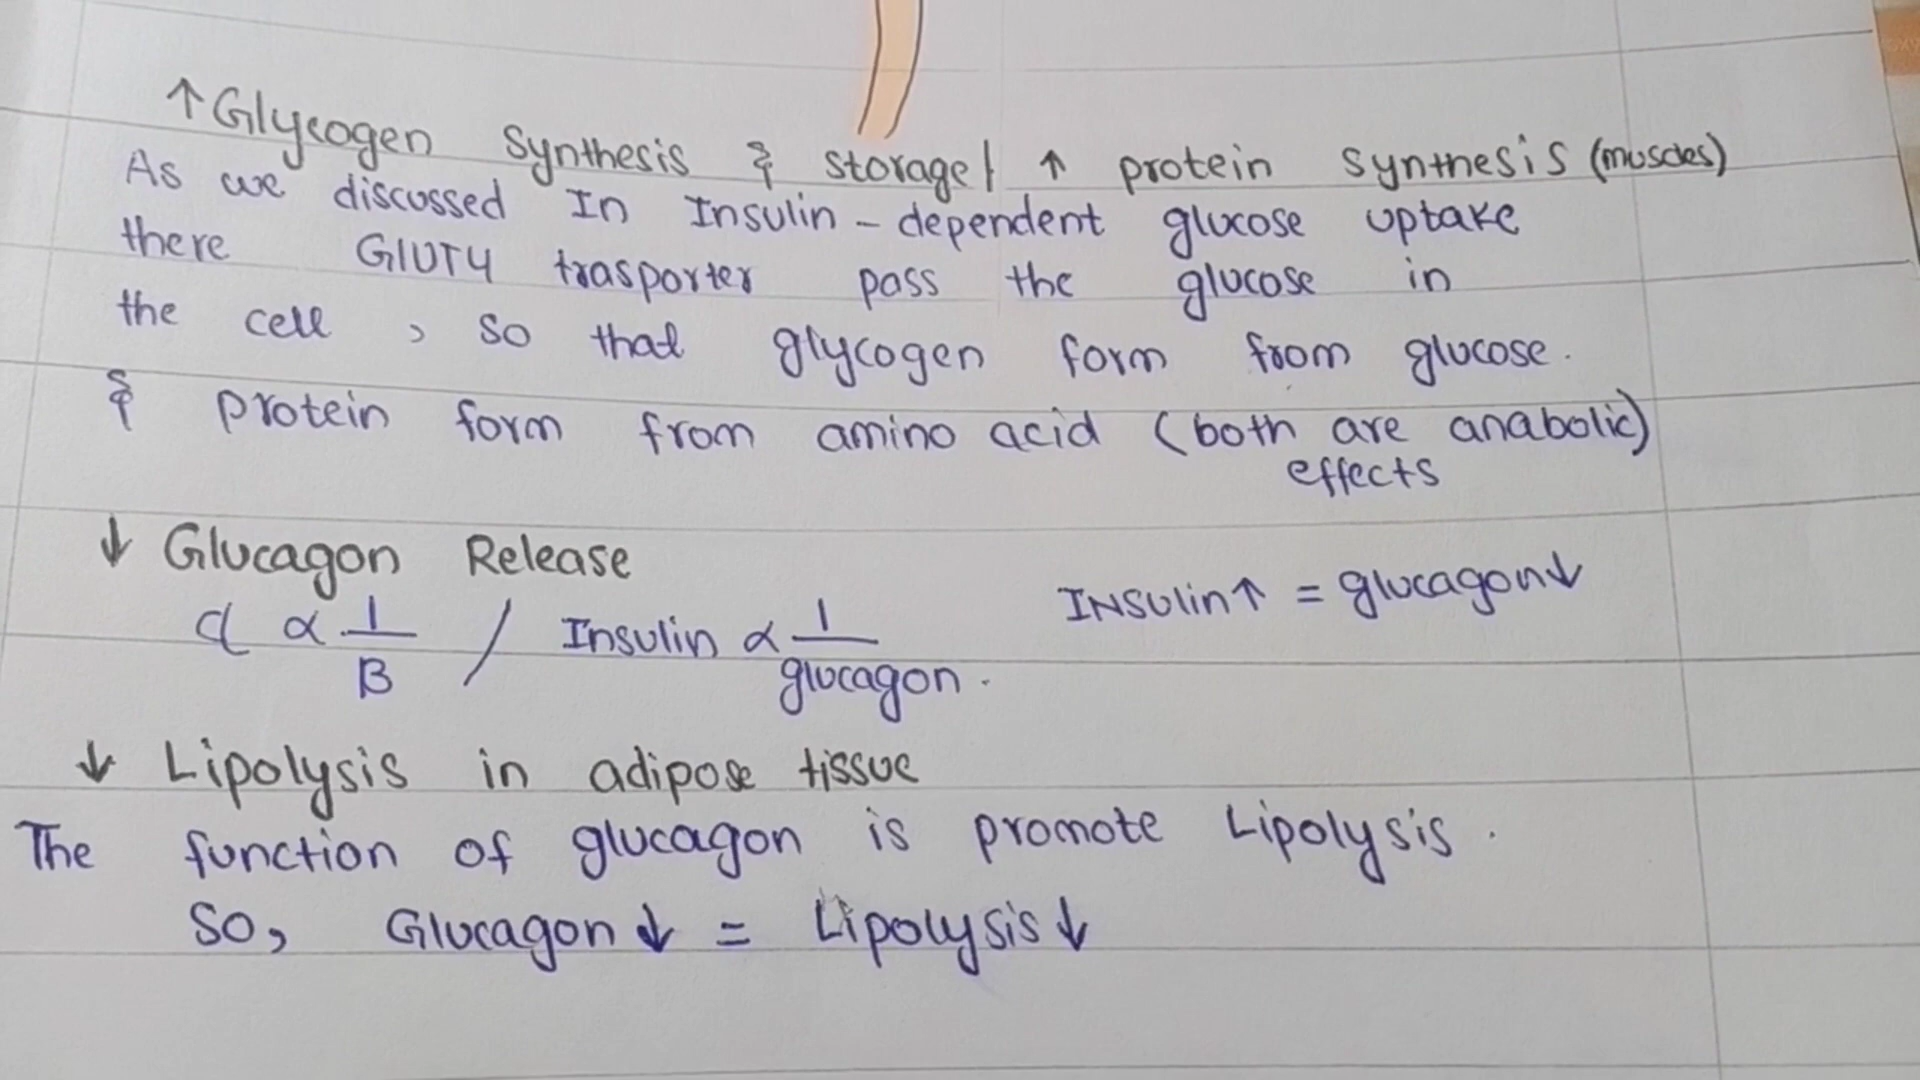 ↑ Glycogen Synthesis & storage | ↑ protein synthesis (muscles)
As we discussed In Insulin - dependent glucose uptake
there GlUT4 trasporter pass the glucose in
the cell , so that glycogen form from glucose.
& protein form from amino acid (both are anabolic)
effects
↓ Glucagon Release
α ∝ 1/B / Insulin ∝ 1/glucagon.
INSulin↑ = glucagon↓
↓ Lipolysis in adipose tissue
The function of glucagon is promote Lipolysis.
So, Glucagon↓ = Lipolysis↓